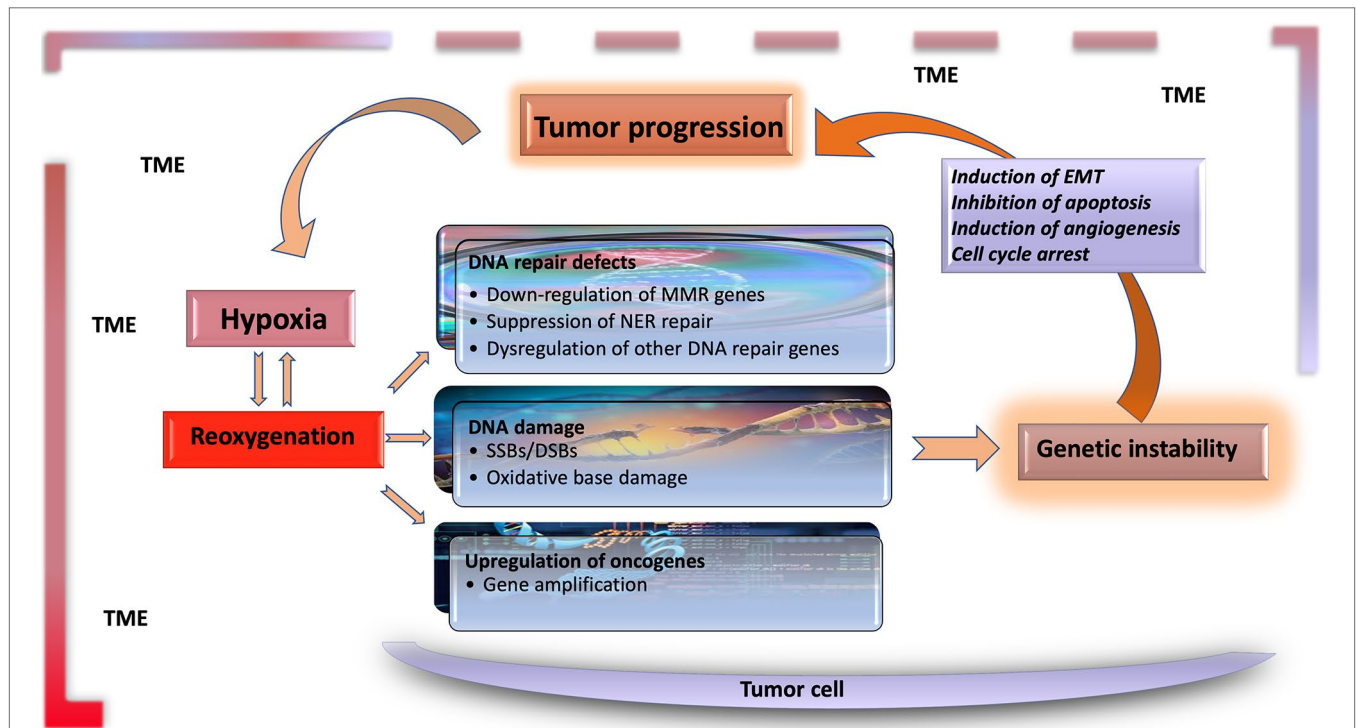 TME
TME
Tumor progression
TME
Induction of EMT
Inhibition of apoptosis
Induction of angiogenesis
Cell cycle arrest
DNA repair defects
• Down-regulation of MMR genes
• Suppression of NER repair
• Dysregulation of other DNA repair genes
Hypoxia
TME
Reoxygenation
DNA damage
• SSBs/DSBs
• Oxidative base damage
Genetic instability
Upregulation of oncogenes
• Gene amplification
TME
Tumor cell